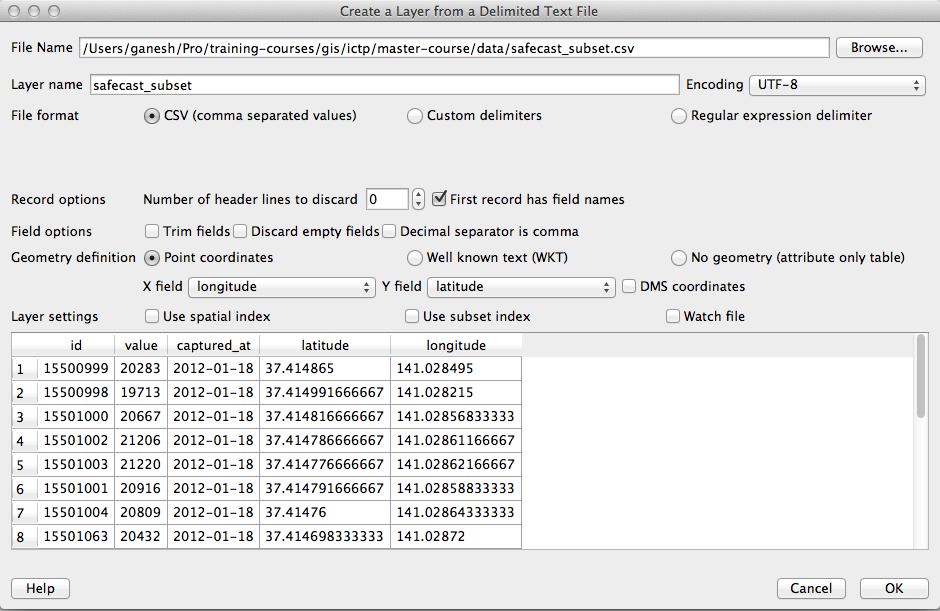 Create a Layer from a Delimited Text File
File Name /Users/ganesh/Pro/training-courses/gis/ictp/master-course/data/safecast_subset.csv Browse...
Layer name safecast_subset Encoding UTF-8
File format CSV (comma separated values) Custom delimiters Regular expression delimiter
Record options Number of header lines to discard 0 First record has field names
Field options Trim fields Discard empty fields Decimal separator is comma
Geometry definition Point coordinates Well known text (WKT) No geometry (attribute only table)
X field longitude Y field latitude DMS coordinates
Layer settings Use spatial index Use subset index Watch file
id value captured_at latitude longitude
1 15500999 20283 2012-01-18 37.414865 141.028495
2 15500998 19713 2012-01-18 37.414991666667 141.028215
3 15501000 20667 2012-01-18 37.414816666667 141.02856833333
4 15501002 21206 2012-01-18 37.414786666667 141.02861166667
5 15501003 21220 2012-01-18 37.414776666667 141.02862166667
6 15501001 20916 2012-01-18 37.414791666667 141.02858833333
7 15501004 20809 2012-01-18 37.41476 141.02864333333
8 15501063 20432 2012-01-18 37.414698333333 141.02872
Help Cancel OK